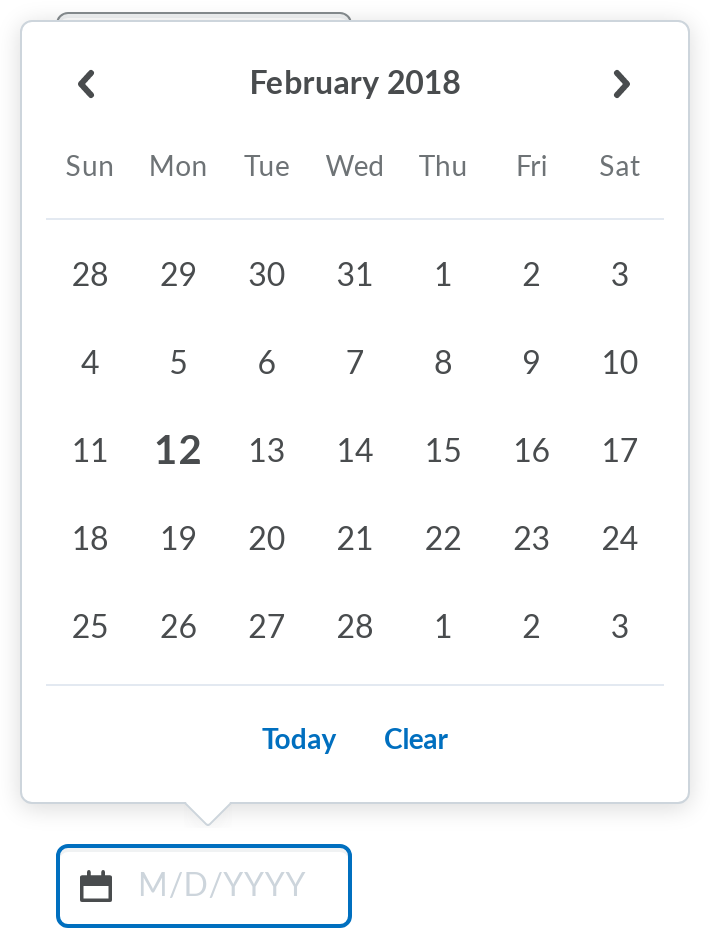 February 2018
Sun Mon Tue Wed Thu Fri Sat
28 29 30 31 1 2 3
4 5 6 7 8 9 10
11 12 13 14 15 16 17
18 19 20 21 22 23 24
25 26 27 28 1 2 3
Today Clear
M/D/YYYY